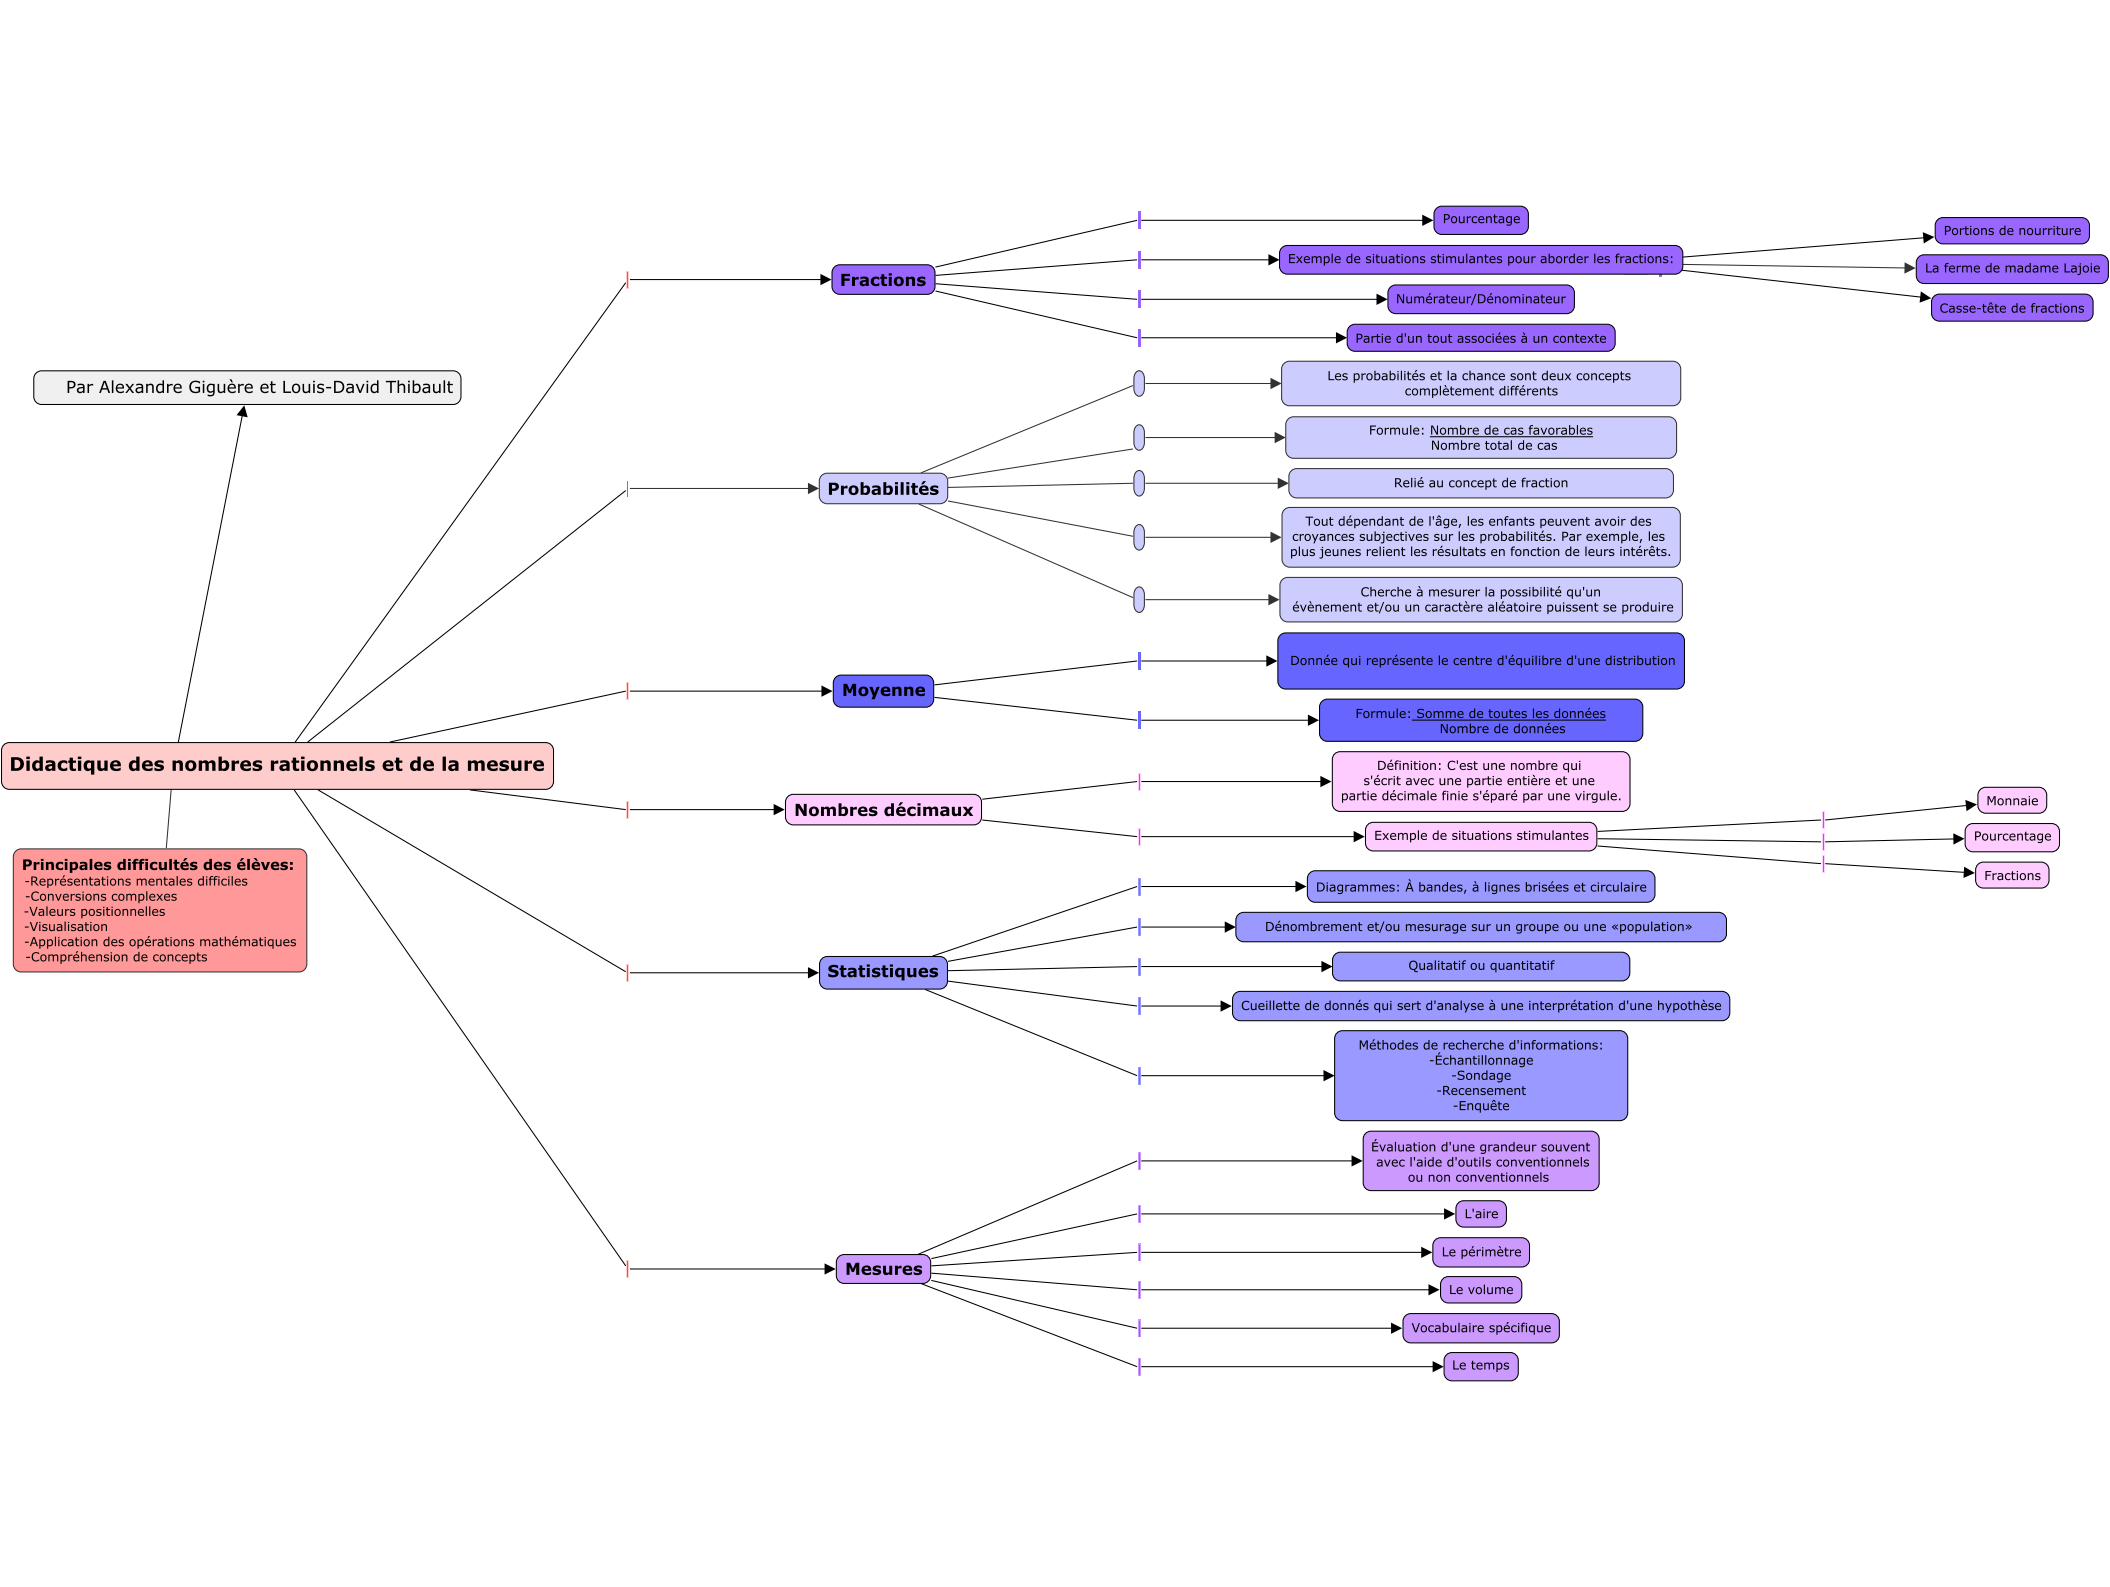 Par Alexandre Giguère et Louis-David Thibault
Didactique des nombres rationnels et de la mesure
Principales difficultés des élèves:
-Représentations mentales difficiles
-Conversions complexes
-Valeurs positionnelles
-Visualisation
-Application des opérations mathématiques
-Compréhension de concepts
Fractions
Pourcentage
Exemple de situations stimulantes pour aborder les fractions:
Portions de nourriture
La ferme de madame Lajoie
Casse-tête de fractions
Numérateur/Dénominateur
Partie d'un tout associées à un contexte
Probabilités
Les probabilités et la chance sont deux concepts
complètement différents
Formule: Nombre de cas favorables
Nombre total de cas
Relié au concept de fraction
Tout dépendant de l'âge, les enfants peuvent avoir des
croyances subjectives sur les probabilités. Par exemple, les
plus jeunes relient les résultats en fonction de leurs intérêts.
Cherche à mesurer la possibilité qu'un
évènement et/ou un caractère aléatoire puissent se produire
Moyenne
Donnée qui représente le centre d'équilibre d'une distribution
Formule: Somme de toutes les données
Nombre de données
Nombres décimaux
Définition: C'est une nombre qui
s'écrit avec une partie entière et une
partie décimale finie s'éparé par une virgule.
Exemple de situations stimulantes
Monnaie
Pourcentage
Fractions
Statistiques
Diagrammes: À bandes, à lignes brisées et circulaire
Dénombrement et/ou mesurage sur un groupe ou une «population»
Qualitatif ou quantitatif
Cueillette de donnés qui sert d'analyse à une interprétation d'une hypothèse
Méthodes de recherche d'informations:
-Échantillonnage
-Sondage
-Recensement
-Enquête
Mesures
Évaluation d'une grandeur souvent
avec l'aide d'outils conventionnels
ou non conventionnels
L'aire
Le périmètre
Le volume
Vocabulaire spécifique
Le temps